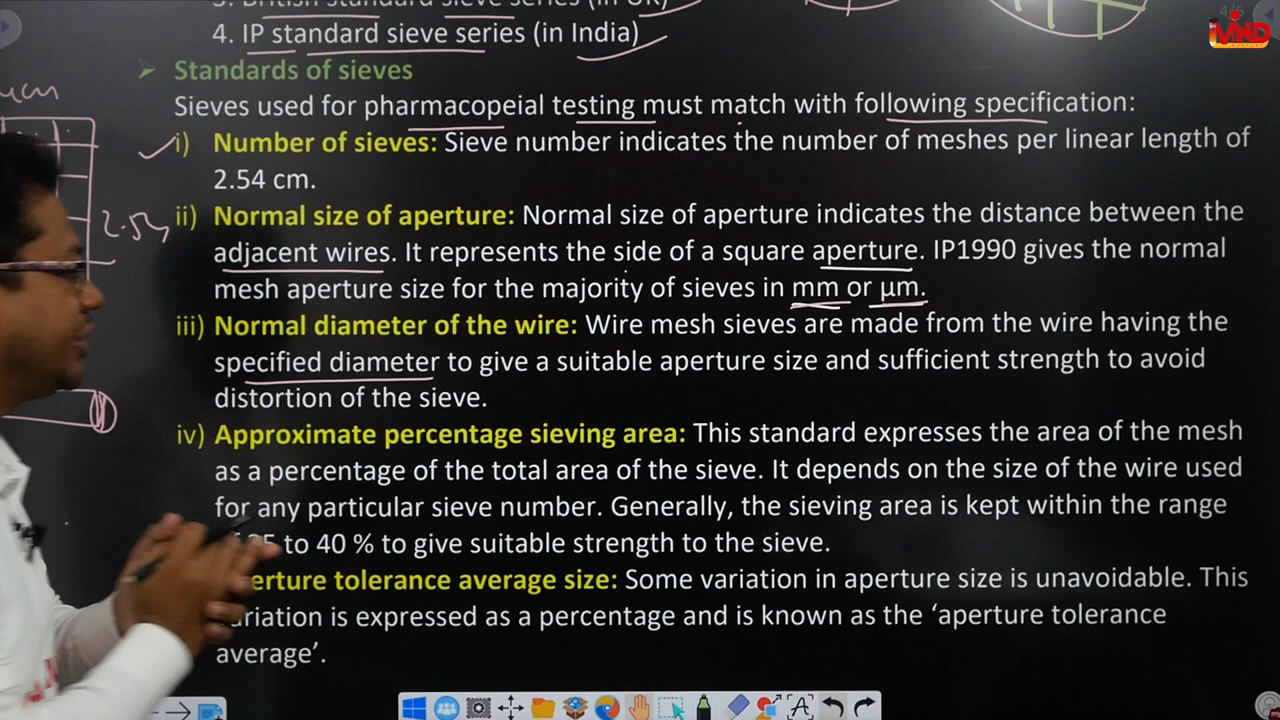 4/6
4. IP standard sieve series (in India)
➢ Standards of sieves
Sieves used for pharmacopeial testing must match with following specification:
i) Number of sieves: Sieve number indicates the number of meshes per linear length of
2.54 cm.
2.54
ii) Normal size of aperture: Normal size of aperture indicates the distance between the
adjacent wires. It represents the side of a square aperture. IP1990 gives the normal
mesh aperture size for the majority of sieves in mm or µm.
iii) Normal diameter of the wire: Wire mesh sieves are made from the wire having the
specified diameter to give a suitable aperture size and sufficient strength to avoid
distortion of the sieve.
iv) Approximate percentage sieving area: This standard expresses the area of the mesh
as a percentage of the total area of the sieve. It depends on the size of the wire used
for any particular sieve number. Generally, the sieving area is kept within the range
to 40 % to give suitable strength to the sieve.
tolerance average size: Some variation in aperture size is unavoidable. This
is expressed as a percentage and is known as the ‘aperture tolerance
average’.